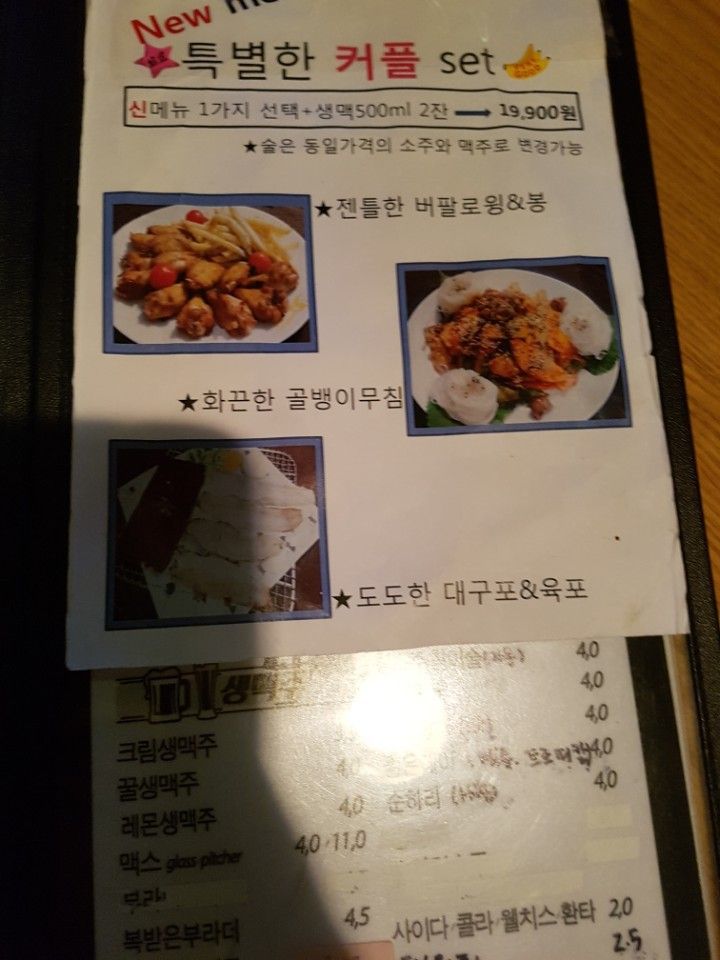 New
특별한 커플 set
신메뉴 1가지 선택+생맥500ml 2잔 → 19,900원
★술은 동일가격의 소주와 맥주로 변경가능
★젠틀한 버팔로윙&봉
★화끈한 골뱅이무침
★도도한 대구포&육포
생맥주
크림생맥주
꿀생맥주 4,0
레몬생맥주 4,0
맥스 glass·pitcher 4,0 / 11,0
복받은부라더 4,5
4,0
4,0
4,0
4,0
순하리 4,0
사이다/콜라/웰치스/환타 2,0
2.5